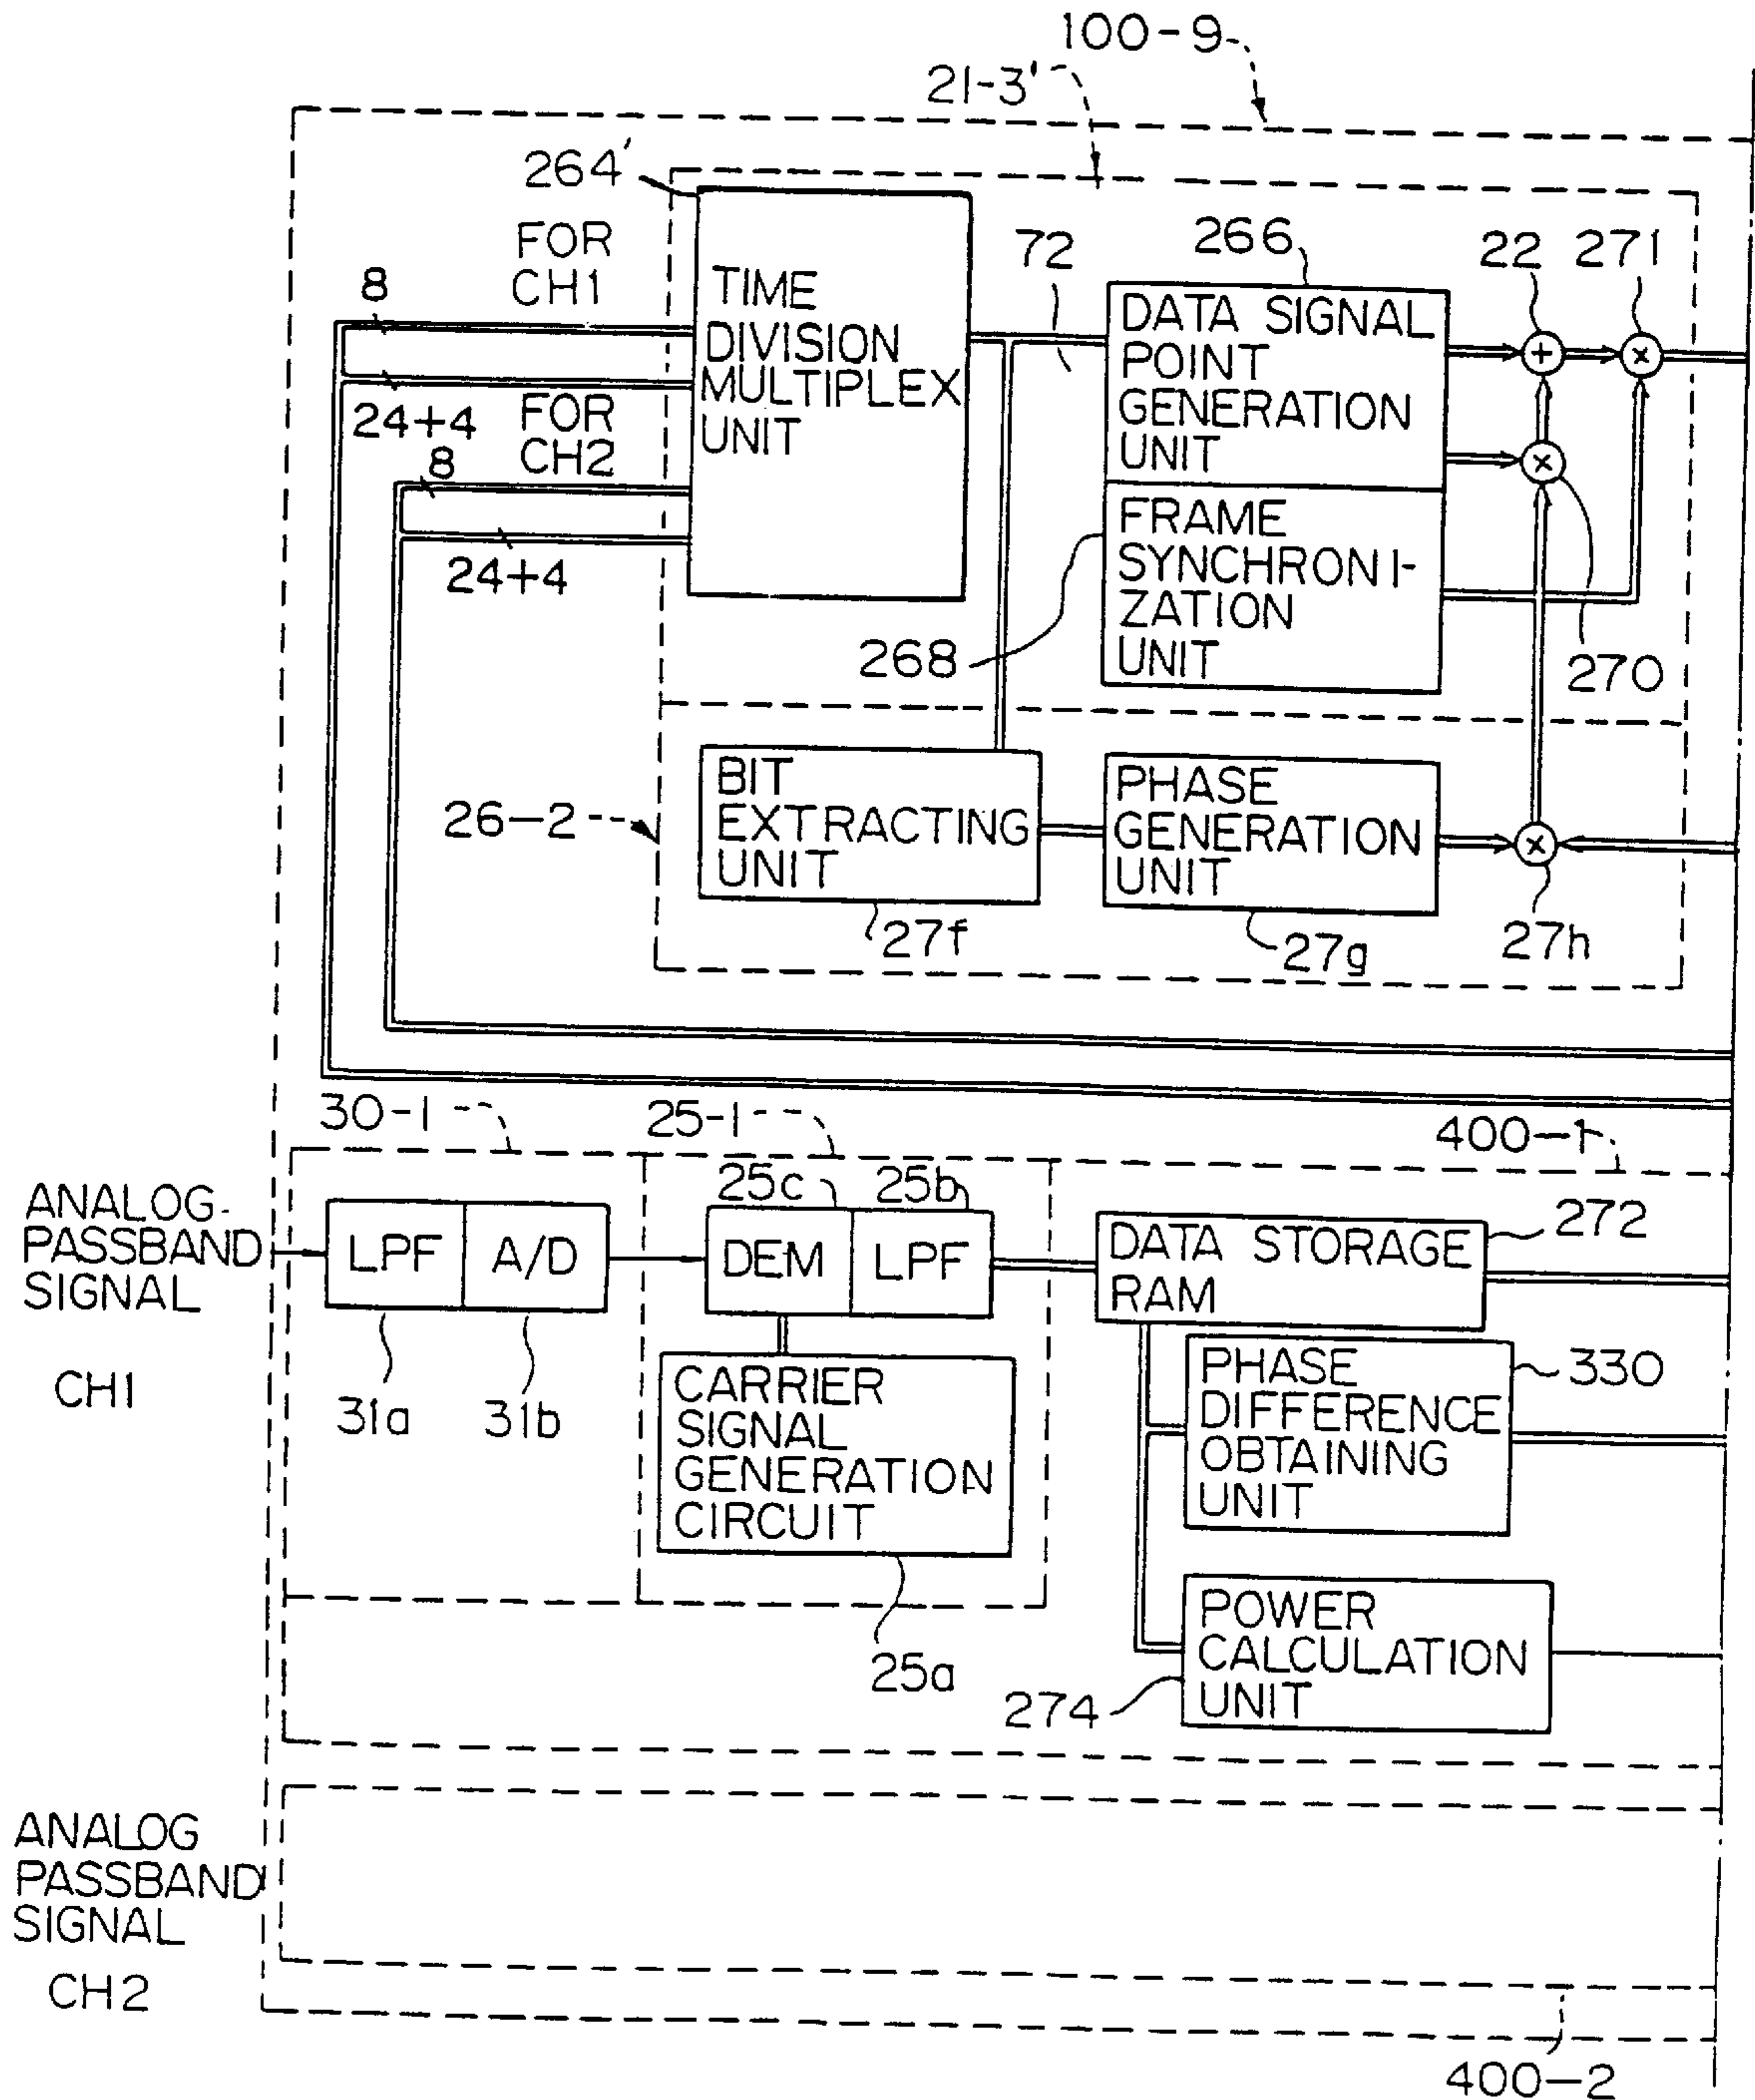 100-9
21-3'
264'
FOR
CH1
8
24+4
FOR
CH2
8
24+4
TIME
DIVISION
MULTIPLEX
UNIT
72
266
22
271
DATA SIGNAL
POINT
GENERATION
UNIT
FRAME
SYNCHRONI-
ZATION
UNIT
268
270
26-2
BIT
EXTRACTING
UNIT
27f
PHASE
GENERATION
UNIT
27g
27h
30-1
25-1
400-1
ANALOG
PASSBAND
SIGNAL
CH1
LPF
A/D
31a
31b
25c
25b
DEM
LPF
CARRIER
SIGNAL
GENERATION
CIRCUIT
25a
DATA STORAGE
RAM
272
PHASE
DIFFERENCE
OBTAINING
UNIT
330
POWER
CALCULATION
UNIT
274
ANALOG
PASSBAND
SIGNAL
CH2
400-2